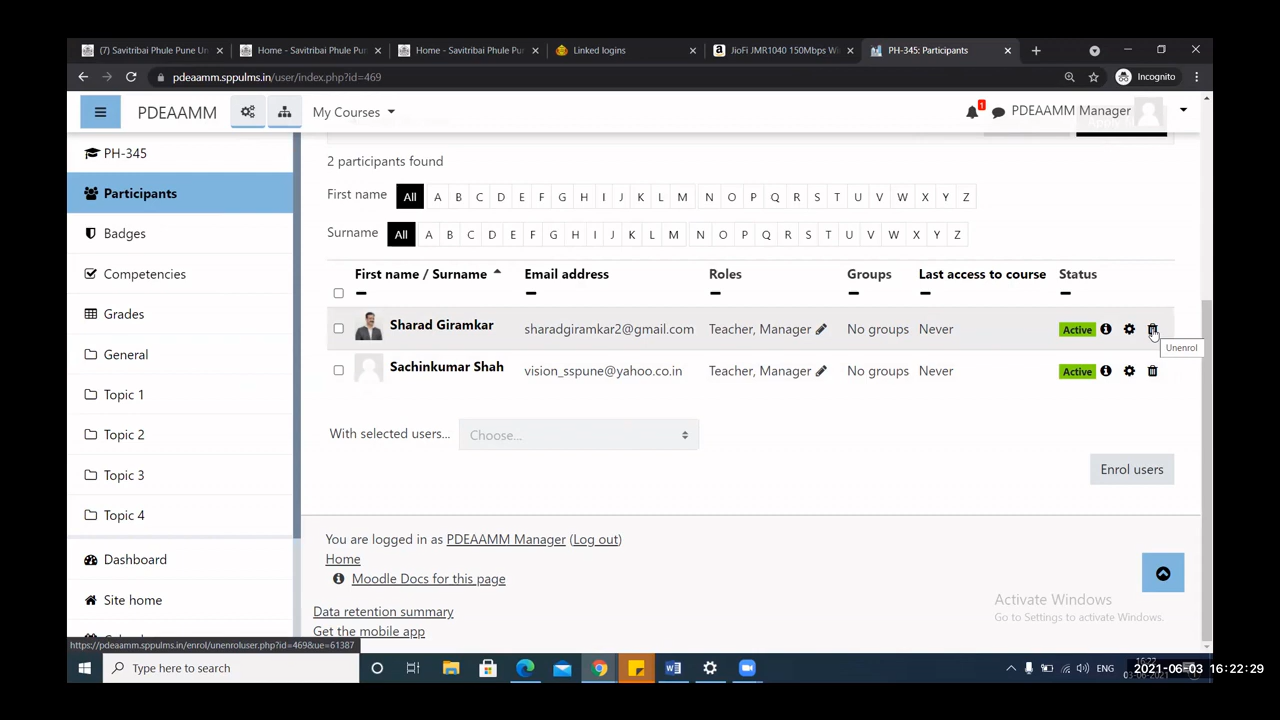 (7) Savitribai Phule Pune Un
Home - Savitribai Phule Pu
Home - Savitribai Phule Pu
Linked logins
JioFi JMR1040 150Mbps Wi
PH-345: Participants
pdeaamm.sppulms.in/user/index.php?id=469
Incognito
PDEAAMM
My Courses
1
PDEAAMM Manager
PH-345
Participants
Badges
Competencies
Grades
General
Topic 1
Topic 2
Topic 3
Topic 4
Dashboard
Site home
2 participants found
First name All A B C D E F G H I J K L M N O P Q R S T U V W X Y Z
Surname All A B C D E F G H I J K L M N O P Q R S T U V W X Y Z
First name / Surname Email address Roles Groups Last access to course Status
Sharad Giramkar sharadgiramkar2@gmail.com Teacher, Manager No groups Never Active
Unenrol
Sachinkumar Shah vision_sspune@yahoo.co.in Teacher, Manager No groups Never Active
With selected users... Choose...
Enrol users
You are logged in as PDEAAMM Manager (Log out)
Home
Moodle Docs for this page
Data retention summary
Get the mobile app
Activate Windows
Go to Settings to activate Windows.
https://pdeaamm.sppulms.in/enrol/unenroluser.php?id=469&ue=61387
Type here to search
ENG
2021-06-03 16:22:29